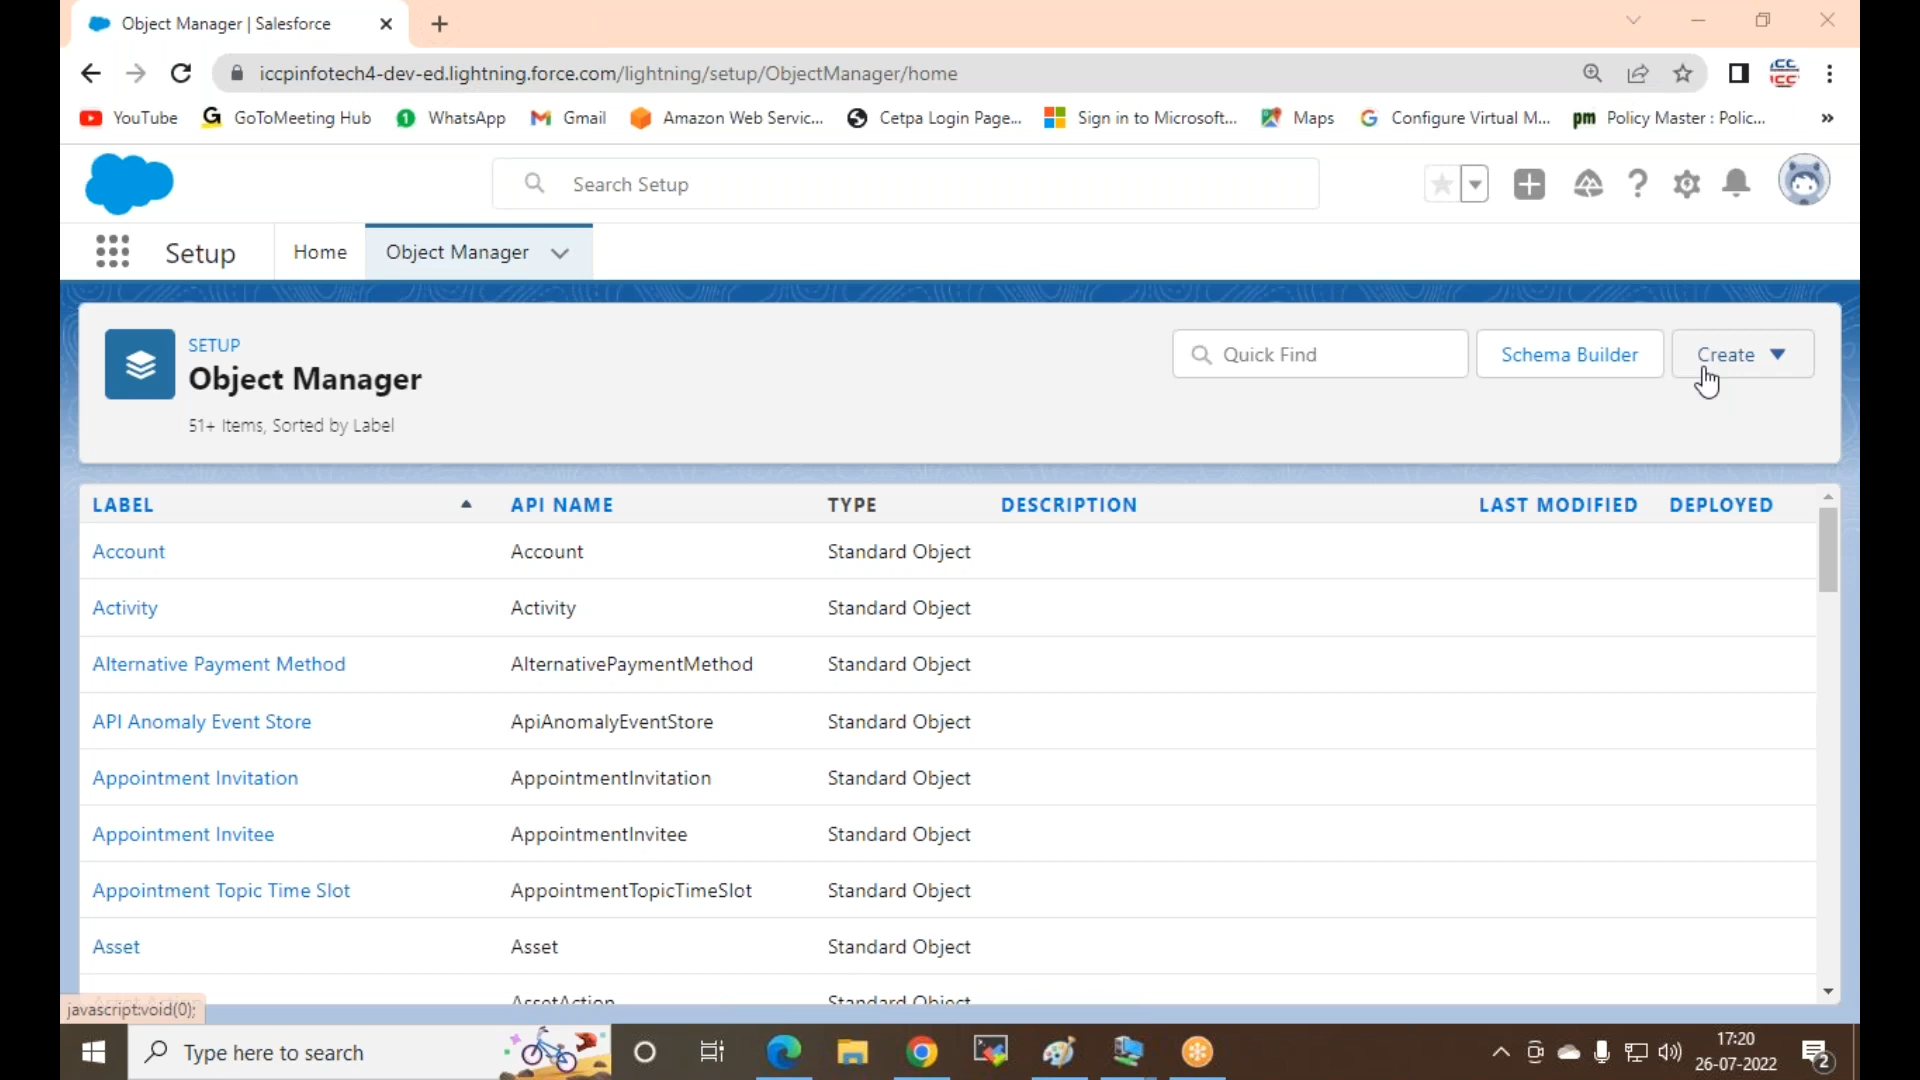 Object Manager | Salesforce
iccpinfotech4-dev-ed.lightning.force.com/lightning/setup/ObjectManager/home
YouTube GoToMeeting Hub WhatsApp Gmail Amazon Web Servic... Cetpa Login Page... Sign in to Microsoft... Maps Configure Virtual M... pm Policy Master : Polic... »
Search Setup
Setup Home Object Manager
SETUP
Object Manager
51+ Items, Sorted by Label
Quick Find Schema Builder Create
LABEL API NAME TYPE DESCRIPTION LAST MODIFIED DEPLOYED
Account Account Standard Object
Activity Activity Standard Object
Alternative Payment Method AlternativePaymentMethod Standard Object
API Anomaly Event Store ApiAnomalyEventStore Standard Object
Appointment Invitation AppointmentInvitation Standard Object
Appointment Invitee AppointmentInvitee Standard Object
Appointment Topic Time Slot AppointmentTopicTimeSlot Standard Object
Asset Asset Standard Object
AssetAction Standard Object
javascript:void(0);
Type here to search
17:20
26-07-2022
2